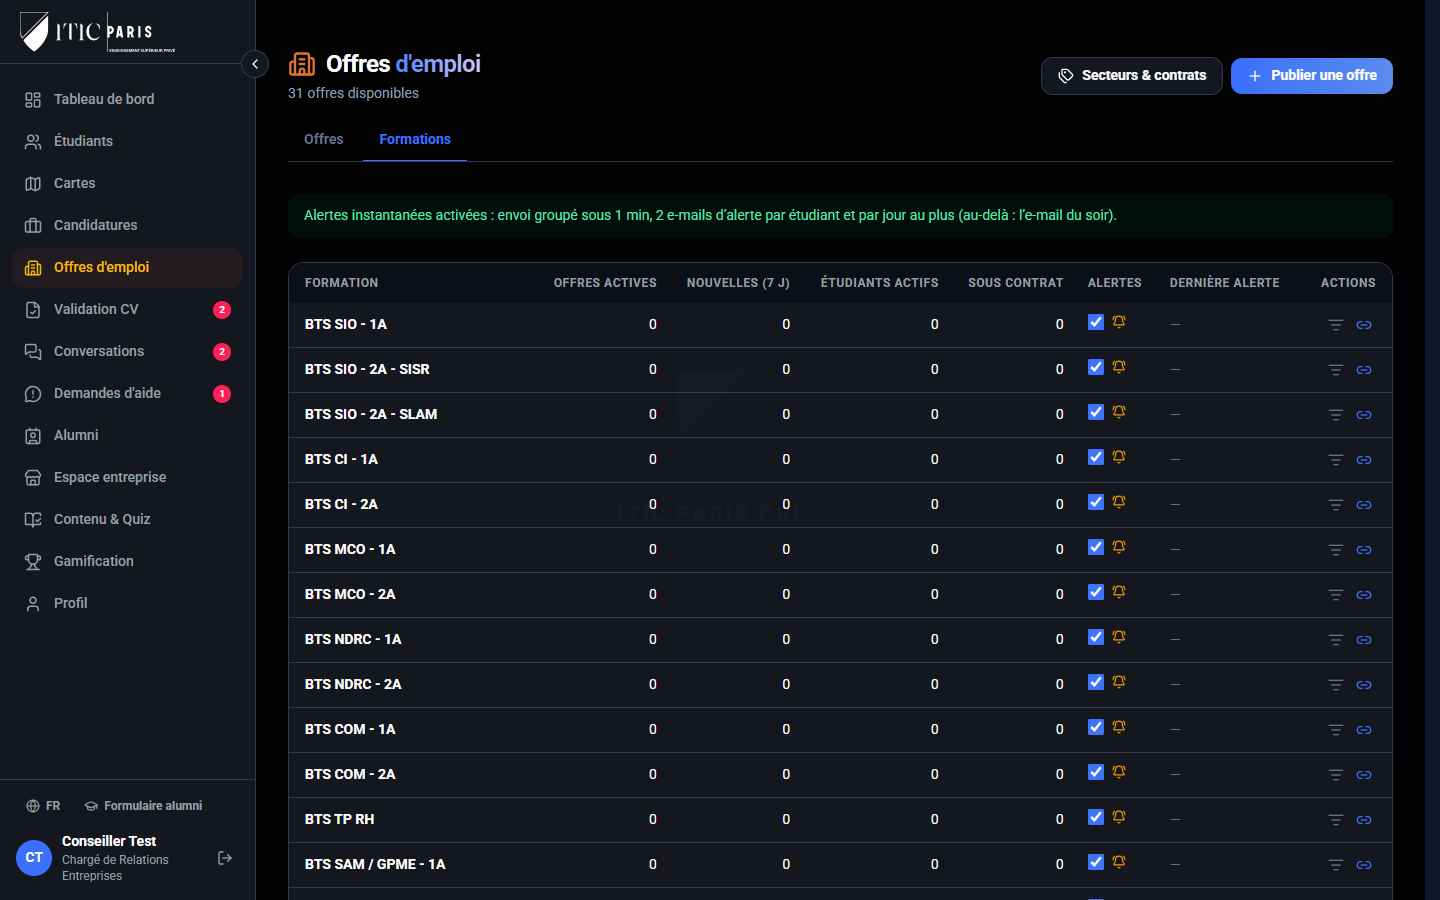 ITIC PARIS
ENSEIGNEMENT SUPÉRIEUR PRIVÉ
Tableau de bord
Étudiants
Cartes
Candidatures
Offres d'emploi
Validation CV 2
Conversations 2
Demandes d'aide 1
Alumni
Espace entreprise
Contenu & Quiz
Gamification
Profil
FR Formulaire alumni
CT
Conseiller Test
Chargé de Relations
Entreprises
Offres d'emploi
31 offres disponibles
Secteurs & contrats
Publier une offre
Offres Formations
Alertes instantanées activées : envoi groupé sous 1 min, 2 e-mails d’alerte par étudiant et par jour au plus (au-delà : l’e-mail du soir).
FORMATION OFFRES ACTIVES NOUVELLES (7 J) ÉTUDIANTS ACTIFS SOUS CONTRAT ALERTES DERNIÈRE ALERTE ACTIONS
BTS SIO - 1A 0 0 0 0 —
BTS SIO - 2A - SISR 0 0 0 0 —
BTS SIO - 2A - SLAM 0 0 0 0 —
BTS CI - 1A 0 0 0 0 —
BTS CI - 2A 0 0 0 0 —
ITIC PARIS CRE
BTS MCO - 1A 0 0 0 0 —
BTS MCO - 2A 0 0 0 0 —
BTS NDRC - 1A 0 0 0 0 —
BTS NDRC - 2A 0 0 0 0 —
BTS COM - 1A 0 0 0 0 —
BTS COM - 2A 0 0 0 0 —
BTS TP RH 0 0 0 0 —
BTS SAM / GPME - 1A 0 0 0 0 —